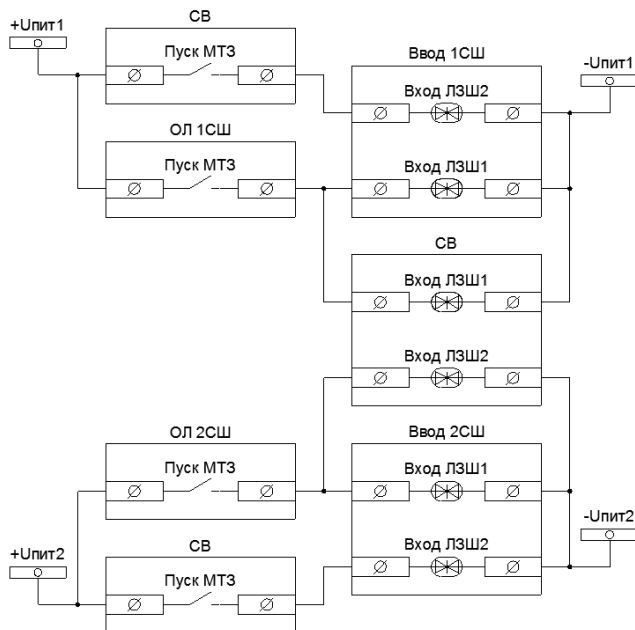 СВ
+Uпит1
Пуск МТЗ
Ввод 1СШ
-Uпит1
Вход ЛЗШ2
ОЛ 1СШ
Пуск МТЗ
Вход ЛЗШ1
СВ
Вход ЛЗШ1
Вход ЛЗШ2
ОЛ 2СШ
Ввод 2СШ
Пуск МТЗ
Вход ЛЗШ1
-Uпит2
СВ
Вход ЛЗШ2
+Uпит2
Пуск МТЗ